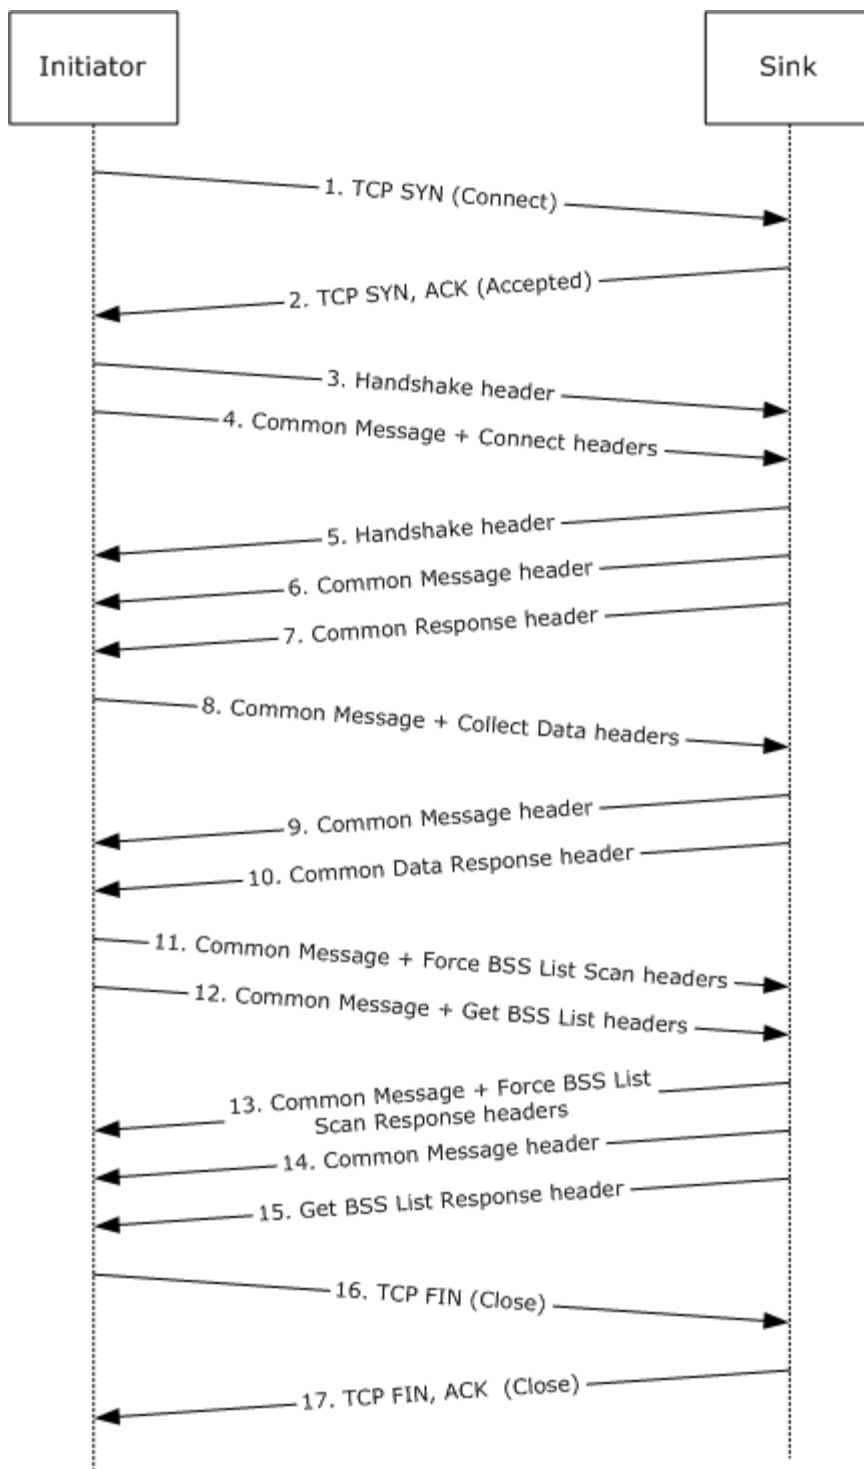 Initiator
Sink
1. TCP SYN (Connect)
2. TCP SYN, ACK (Accepted)
3. Handshake header
4. Common Message + Connect headers
5. Handshake header
6. Common Message header
7. Common Response header
8. Common Message + Collect Data headers
9. Common Message header
10. Common Data Response header
11. Common Message + Force BSS List Scan headers
12. Common Message + Get BSS List headers
13. Common Message + Force BSS List
Scan Response headers
14. Common Message header
15. Get BSS List Response header
16. TCP FIN (Close)
17. TCP FIN, ACK  (Close)